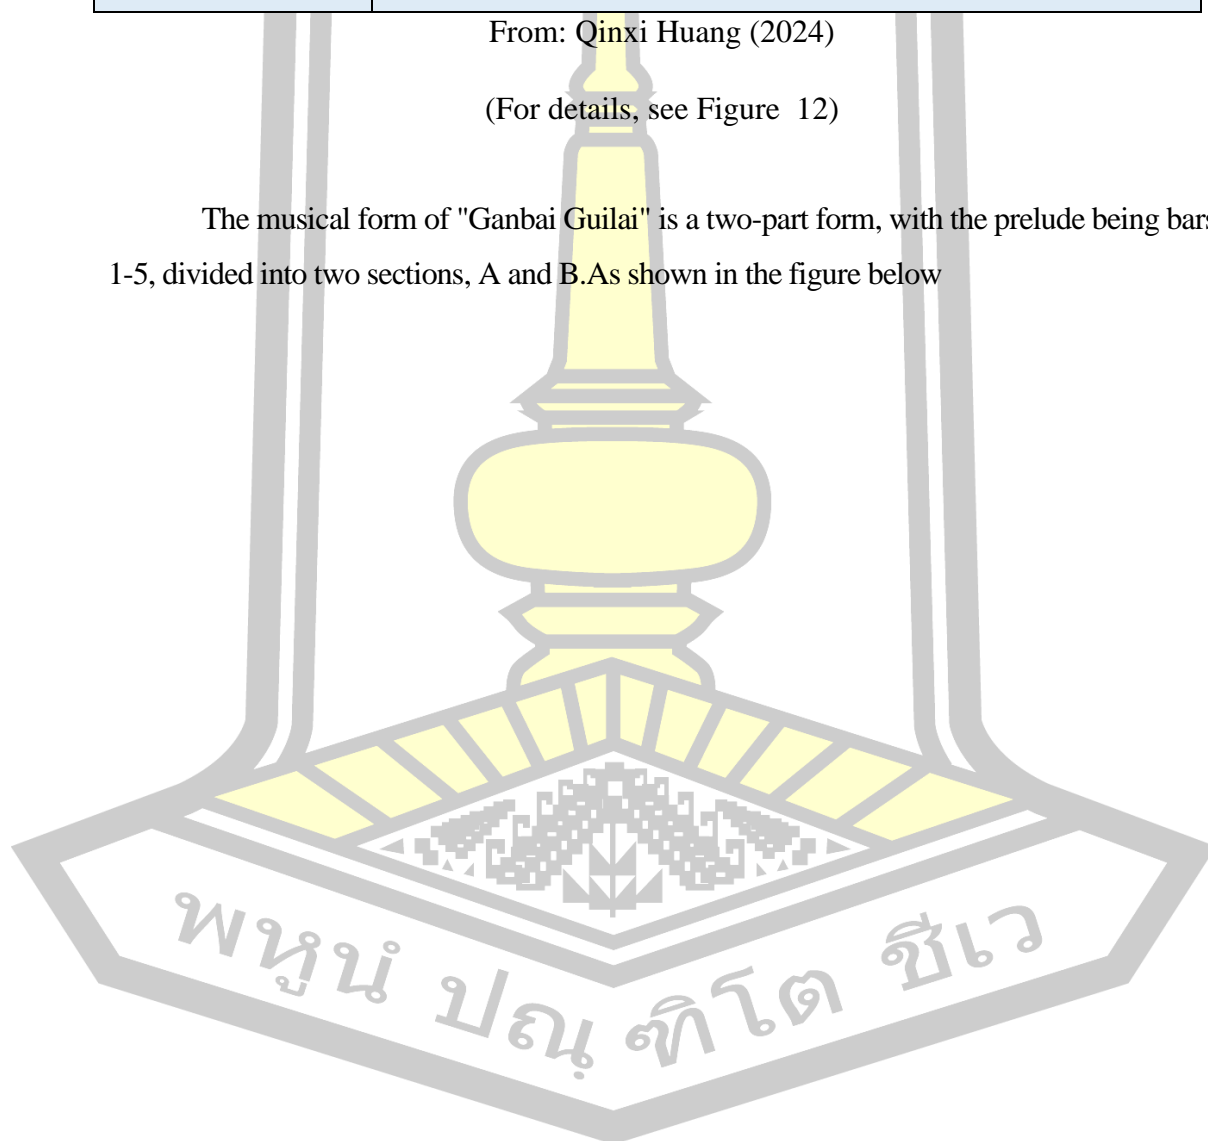 From: Qinxi Huang (2024)
(For details, see Figure  12)
The musical form of "Ganbai Guilai" is a two-part form, with the prelude being bars
1-5, divided into two sections, A and B.As shown in the figure below
พหูนํ ปณฺฑิโต ชีเว